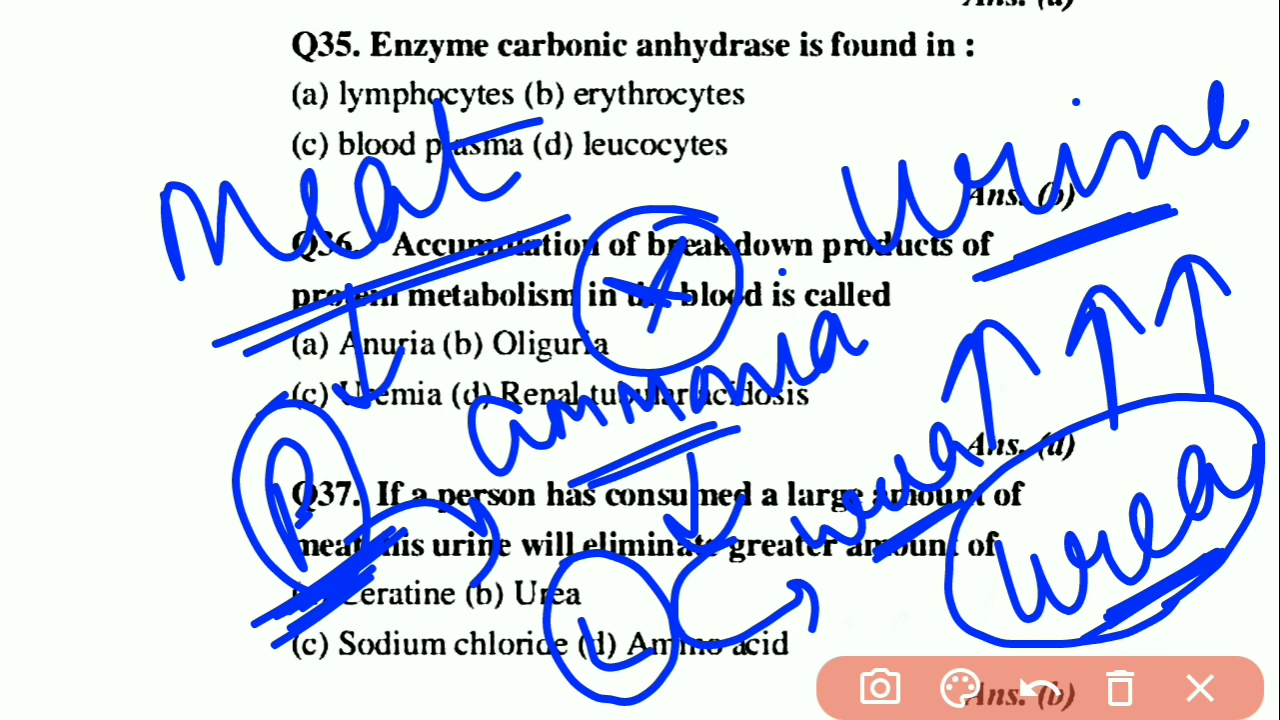 Ans. (a)
Q35. Enzyme carbonic anhydrase is found in :
(a) lymphocytes (b) erythrocytes
(c) blood plasma (d) leucocytes
Ans. (b)
meat
urine
Q36. Accumulation of breakdown products of
protein metabolism in the blood is called
(a) Anuria (b) Oliguria
(c) Uremia (d) Renal tubular acidosis
Ans. (d)
ammonia
urea
urea
P
L
Q37. If a person has consumed a large amount of
meat his urine will eliminate greater amount of
Ceratine (b) Urea
(c) Sodium chloride (d) Amino acid
Ans. (b)